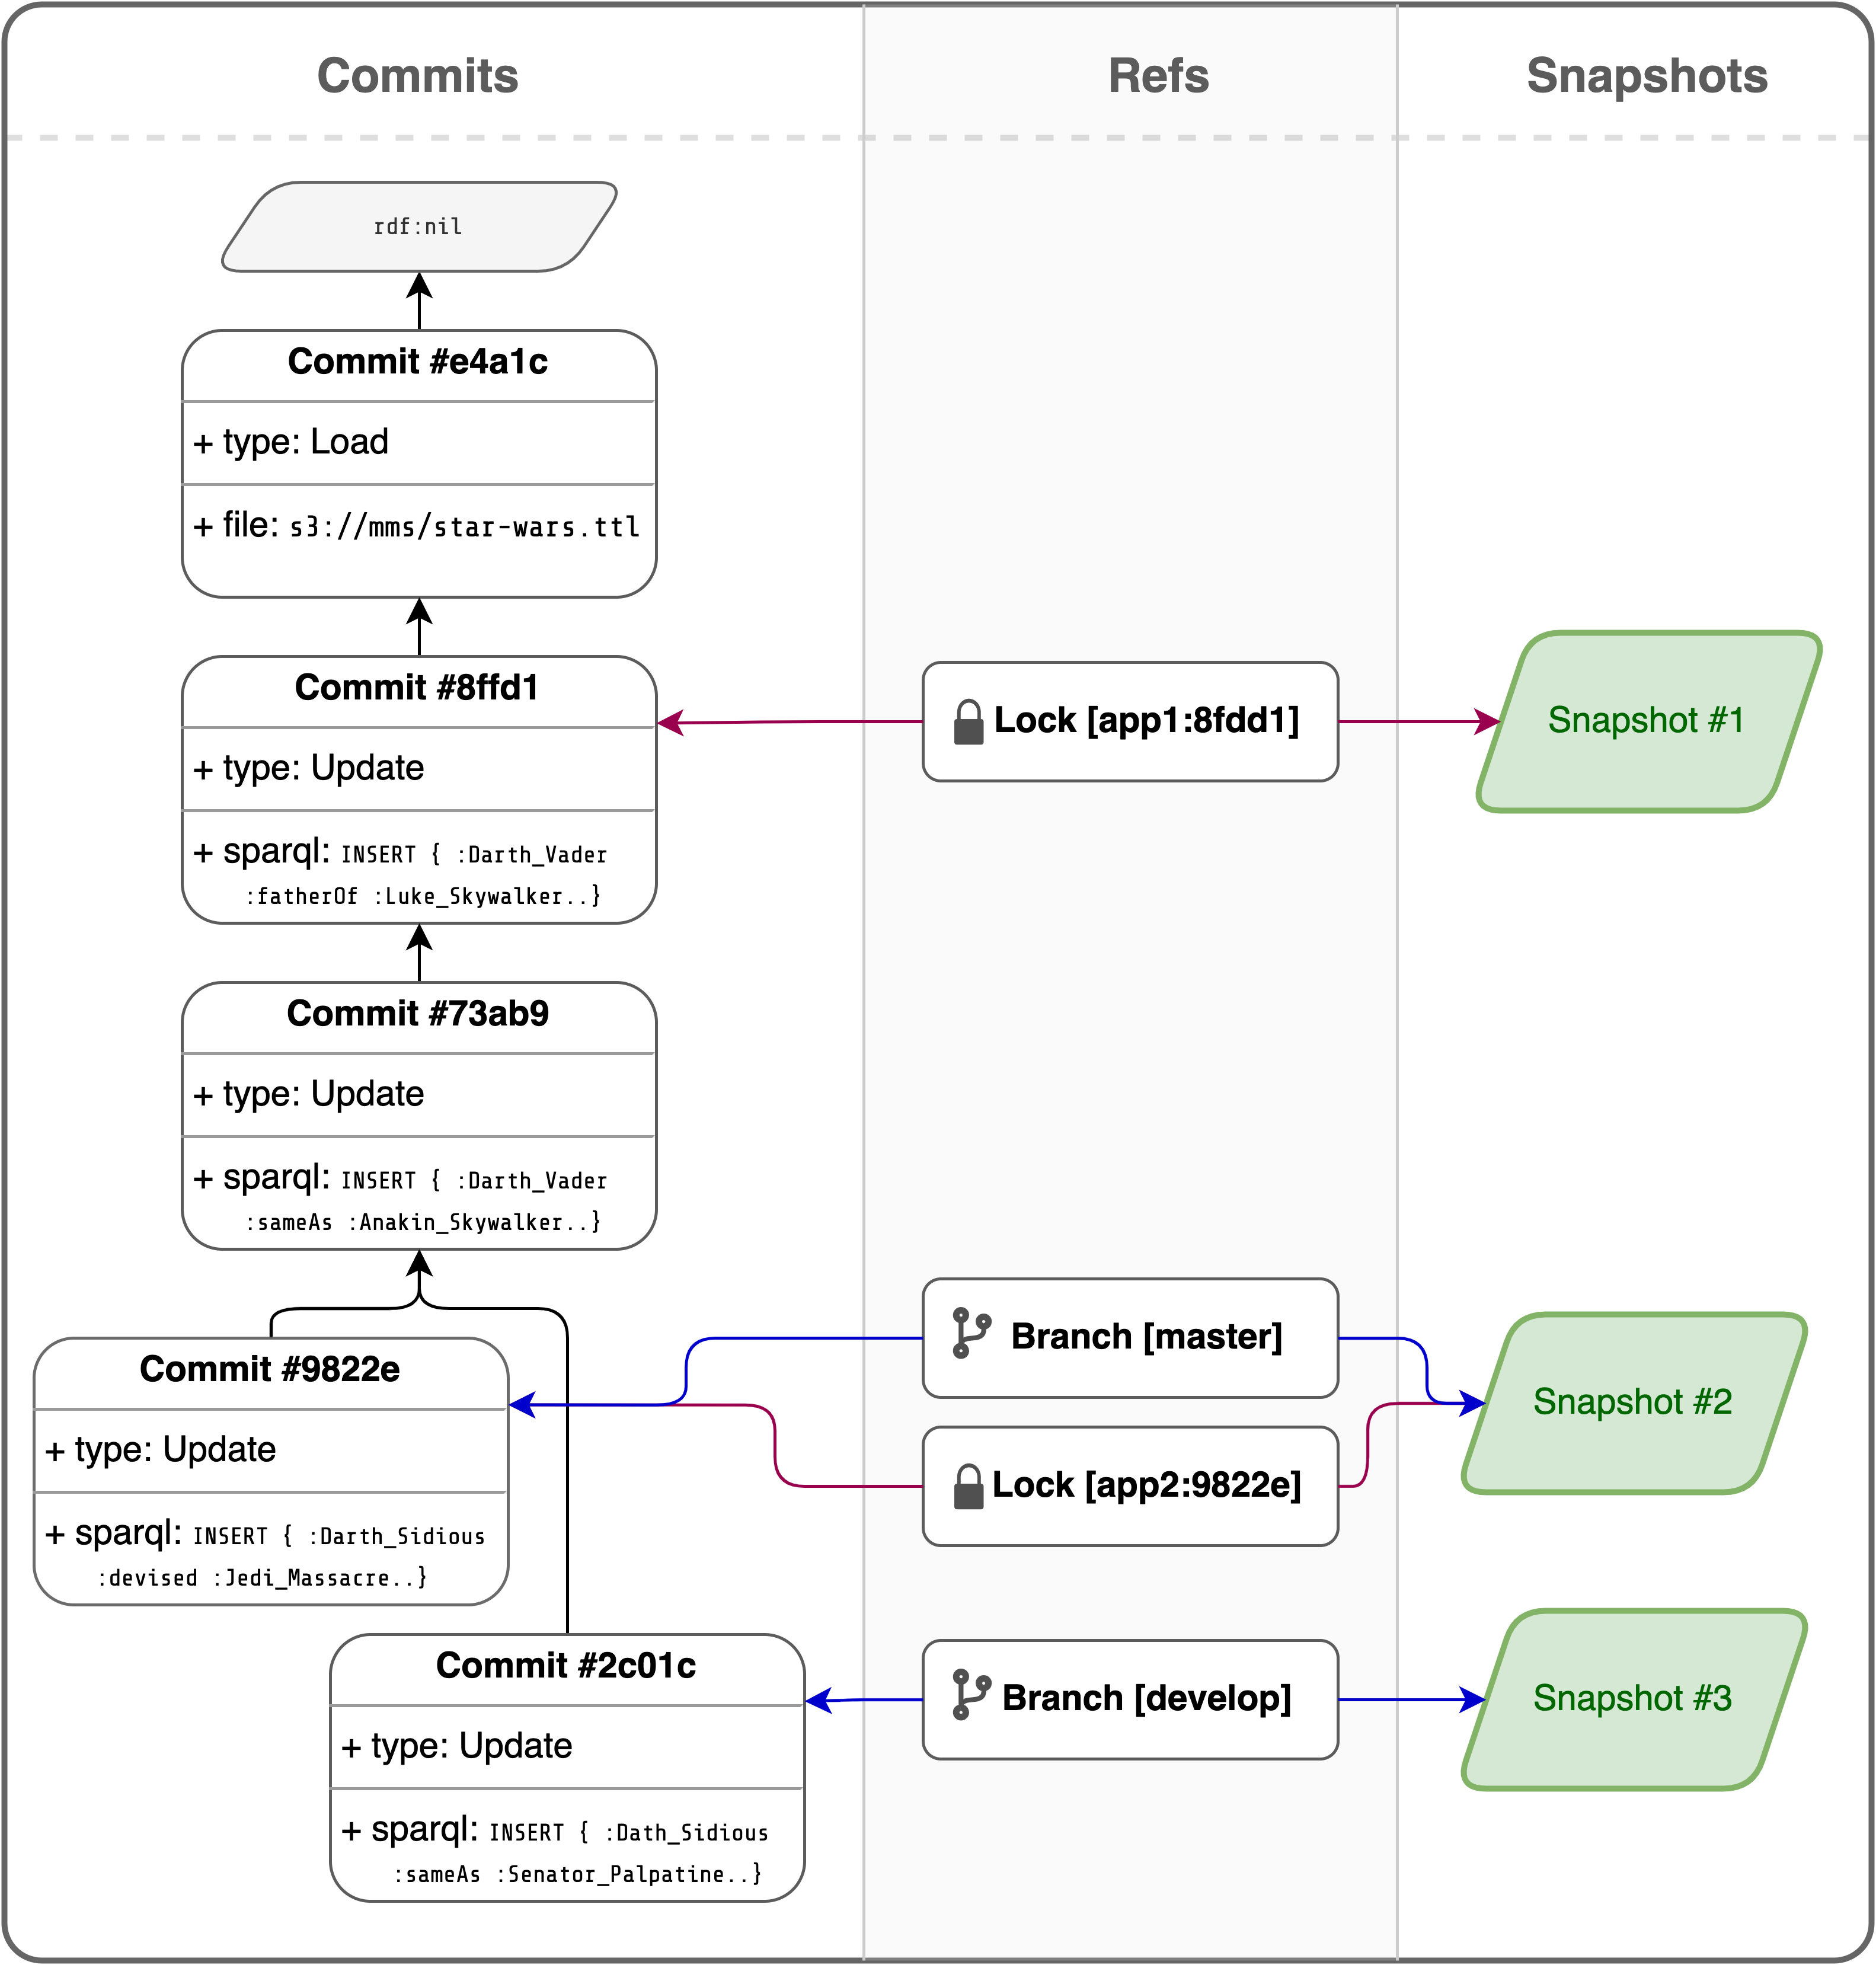 Commits
Refs
Snapshots
rdf:nil
Commit #e4a1c
+ type: Load
+ file: s3://mms/star-wars.ttl
Commit #8ffd1
+ type: Update
+ sparql: INSERT { :Darth_Vader
:fatherOf :Luke_Skywalker..}
Lock [app1:8fdd1]
Snapshot #1
Commit #73ab9
+ type: Update
+ sparql: INSERT { :Darth_Vader
:sameAs :Anakin_Skywalker..}
Commit #9822e
+ type: Update
+ sparql: INSERT { :Darth_Sidious
:devised :Jedi_Massacre..}
Branch [master]
Lock [app2:9822e]
Snapshot #2
Commit #2c01c
+ type: Update
+ sparql: INSERT { :Dath_Sidious
:sameAs :Senator_Palpatine..}
Branch [develop]
Snapshot #3